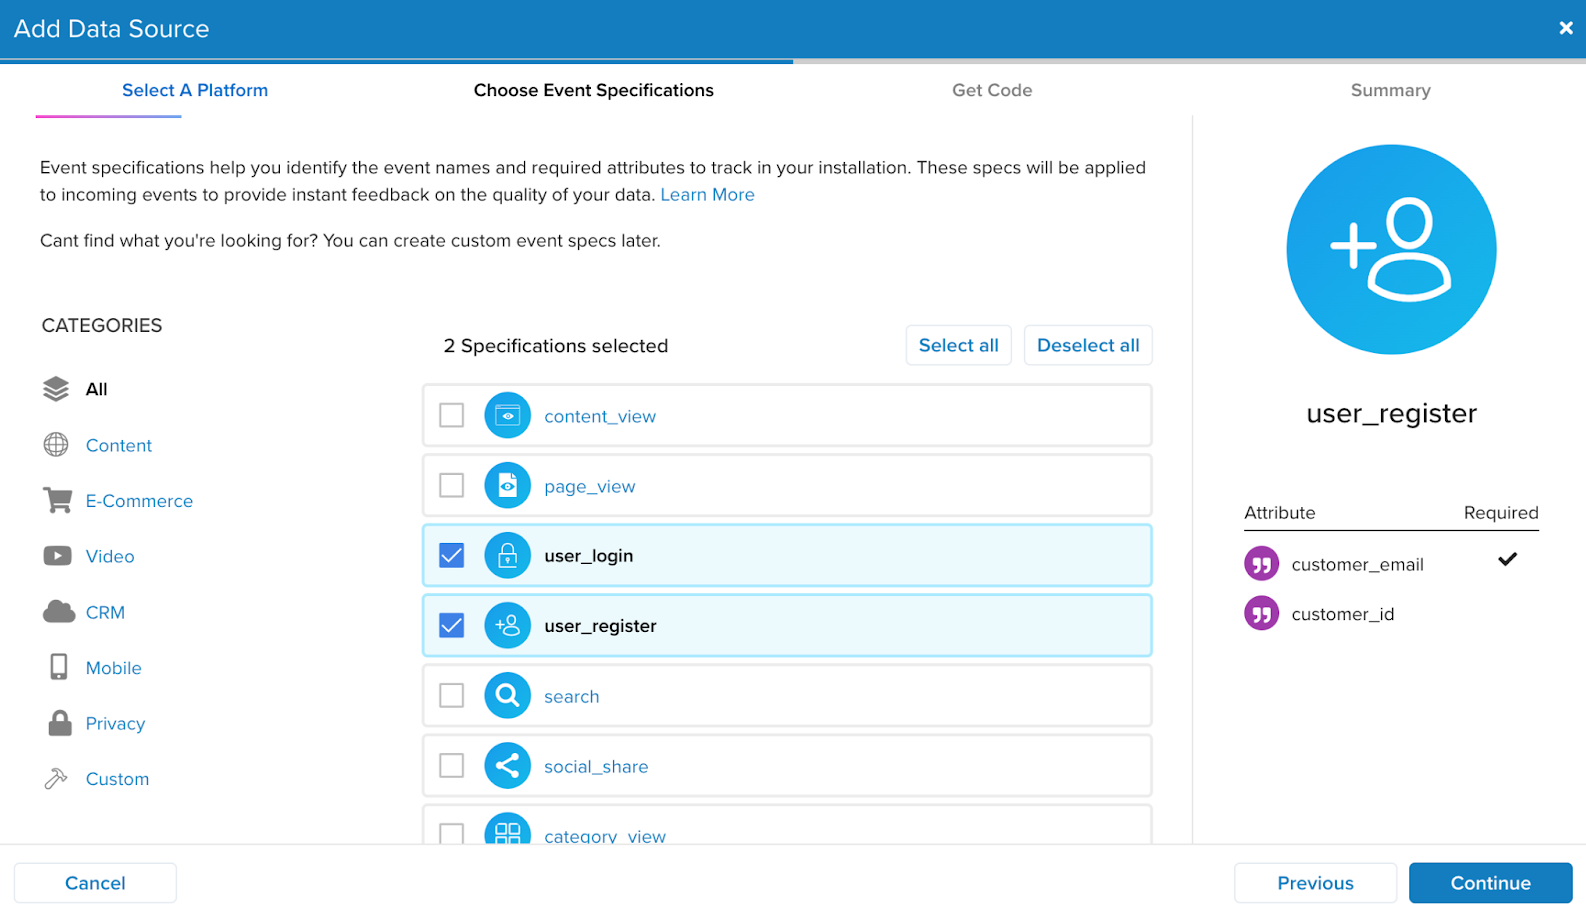 Add Data Source
Select A Platform
Choose Event Specifications
Get Code
Summary
Event specifications help you identify the event names and required attributes to track in your installation. These specs will be applied
to incoming events to provide instant feedback on the quality of your data. Learn More
Cant find what you're looking for? You can create custom event specs later.
CATEGORIES
All
Content
E-Commerce
Video
CRM
Mobile
Privacy
Custom
2 Specifications selected
Select all
Deselect all
content_view
page_view
user_login
user_register
search
social_share
category_view
user_register
Attribute Required
customer_email
customer_id
Cancel
Previous
Continue